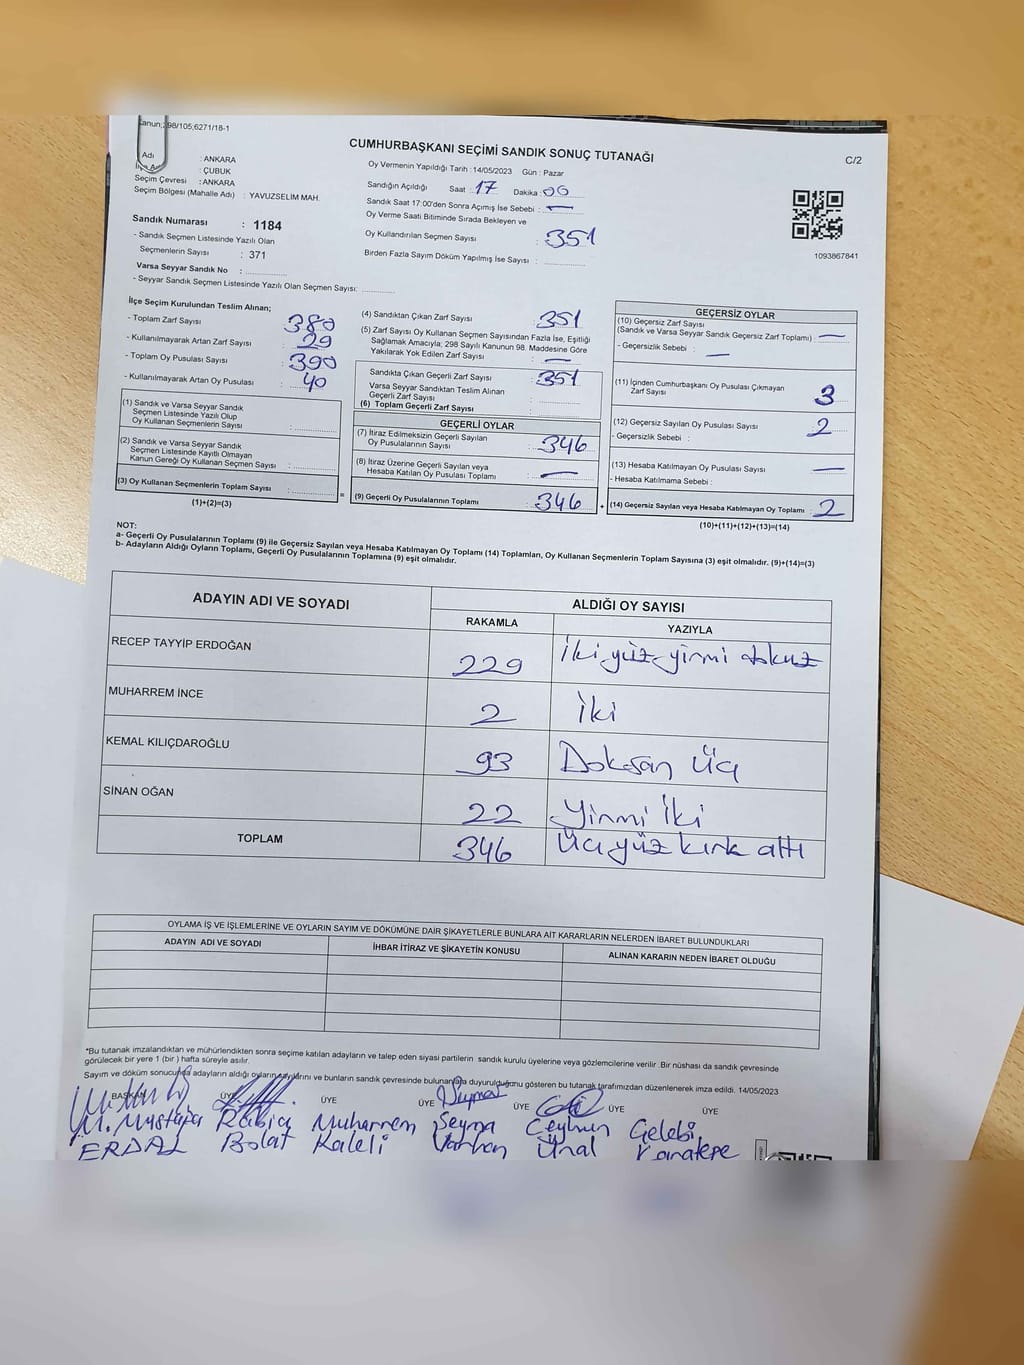 Kanun: 298/105;6271/18-1
CUMHURBAŞKANI SEÇİMİ SANDIK SONUÇ TUTANAĞI
C/2
Adı : ANKARA
: ÇUBUK
Seçim Çevresi : ANKARA
Seçim Bölgesi (Mahalle Adı) : YAVUZSELİM MAH.
Sandık Numarası : 1184
- Sandık Seçmen Listesinde Yazılı Olan
Seçmenlerin Sayısı : 371
Varsa Seyyar Sandık No : ..............
- Seyyar Sandık Seçmen Listesinde Yazılı Olan Seçmen Sayısı: ............
Oy Vermenin Yapıldığı Tarih : 14/05/2023 Gün : Pazar
Sandığın Açıldığı Saat : 17 Dakika : 00
Sandık Saat 17:00'den Sonra Açımış İse Sebebi : —
Oy Verme Saati Bitiminde Sırada Bekleyen ve
Oy Kullandırılan Seçmen Sayısı : 351
Birden Fazla Sayım Döküm Yapılmış İse Sayısı : ..............
1093867841
İlçe Seçim Kurulundan Teslim Alınan;
- Toplam Zarf Sayısı : 380
- Kullanılmayarak Artan Zarf Sayısı : 29
- Toplam Oy Pusulası Sayısı : 390
- Kullanılmayarak Artan Oy Pusulası : 40
(1) Sandık ve Varsa Seyyar Sandık
Seçmen Listesinde Yazılı Olup
Oy Kullanan Seçmenlerin Sayısı : ..............
(2) Sandık ve Varsa Seyyar Sandık
Seçmen Listesinde Kayıtlı Olmayan
Kanun Gereği Oy Kullanan Seçmen Sayısı : ..............
(3) Oy Kullanan Seçmenlerin Toplam Sayısı : ..............
(1)+(2)=(3)
(4) Sandıktan Çıkan Zarf Sayısı : 351
(5) Zarf Sayısı Oy Kullanan Seçmen Sayısından Fazla İse, Eşitliği
Sağlamak Amacıyla; 298 Sayılı Kanunun 98. Maddesine Göre
Yakılarak Yok Edilen Zarf Sayısı : —
Sandıkta Çıkan Geçerli Zarf Sayısı : 351
Varsa Seyyar Sandıktan Teslim Alınan
Geçerli Zarf Sayısı : ..............
(6) Toplam Geçerli Zarf Sayısı : ..............
GEÇERLİ OYLAR
(7) İtiraz Edilmeksizin Geçerli Sayılan
Oy Pusulalarının Sayısı : 346
(8) İtiraz Üzerine Geçerli Sayılan veya
Hesaba Katılan Oy Pusulası Toplamı : —
= (9) Geçerli Oy Pusulalarının Toplamı : 346 +
GEÇERSİZ OYLAR
(10) Geçersiz Zarf Sayısı
(Sandık ve Varsa Seyyar Sandık Geçersiz Zarf Toplamı) : —
- Geçersizlik Sebebi : —
(11) İçinden Cumhurbaşkanı Oy Pusulası Çıkmayan
Zarf Sayısı : 3
(12) Geçersiz Sayılan Oy Pusulası Sayısı : 2
- Geçersizlik Sebebi :
(13) Hesaba Katılmayan Oy Pusulası Sayısı : —
- Hesaba Katılmama Sebebi :
(14) Geçersiz Sayılan veya Hesaba Katılmayan Oy Toplamı : 2
(10)+(11)+(12)+(13)=(14)
NOT:
a- Geçerli Oy Pusulalarının Toplamı (9) ile Geçersiz Sayılan veya Hesaba Katılmayan Oy Toplamı (14) Toplamları, Oy Kullanan Seçmenlerin Toplam Sayısına (3) eşit olmalıdır. (9)+(14)=(3)
b- Adayların Aldığı Oyların Toplamı, Geçerli Oy Pusulalarının Toplamına (9) eşit olmalıdır.
ADAYIN ADI VE SOYADI ALDIĞI OY SAYISI
RAKAMLA YAZIYLA
RECEP TAYYİP ERDOĞAN 229 iki yüz yirmi dokuz
MUHARREM İNCE 2 iki
KEMAL KILIÇDAROĞLU 93 Doksan üç
SİNAN OĞAN 22 yirmi iki
TOPLAM 346 üç yüz kırk altı
OYLAMA İŞ VE İŞLEMLERİNE VE OYLARIN SAYIM VE DÖKÜMÜNE DAİR ŞİKAYETLERLE BUNLARA AİT KARARLARIN NELERDEN İBARET BULUNDUKLARI
ADAYIN ADI VE SOYADI İHBAR İTİRAZ VE ŞİKAYETİN KONUSU ALINAN KARARIN NEDEN İBARET OLDUĞU
*Bu tutanak imzalandıktan ve mühürlendikten sonra seçime katılan adayların ve talep eden siyasi partilerin sandık kurulu üyelerine veya gözlemcilerine verilir. Bir nüshası da sandık çevresinde
görülecek bir yere 1 (bir ) hafta süreyle asılır.
Sayım ve döküm sonucunda adayların aldığı oyların sayılarını ve bunların sandık çevresinde bulunanlara duyurulduğunu gösteren bu tutanak tarafımızdan düzenlenerek imza edildi. 14/05/2023
BAŞKAN ÜYE ÜYE ÜYE ÜYE ÜYE ÜYE
M. Mustafa Rabia Muharrem Şeyma Ceyhun Çelebi
ERDAL Bolat Kaleli Ünal